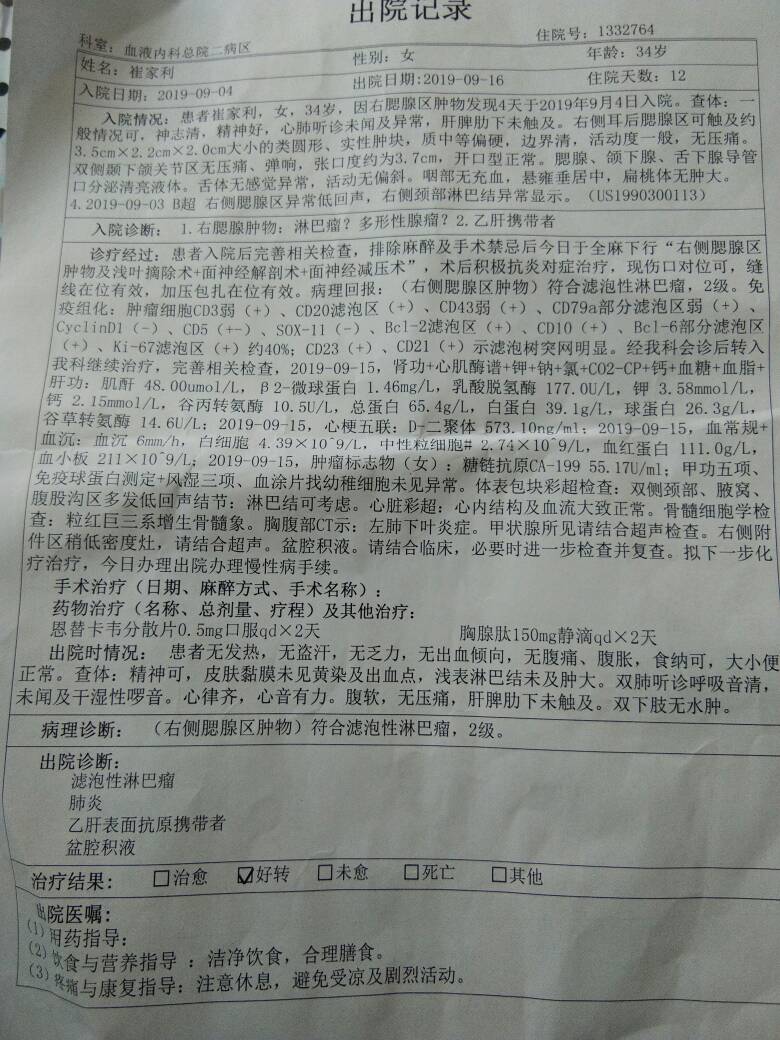 出院记录
科室：血液内科总院二病区 住院号：1332764
姓名：崔家利 性别：女 年龄：34岁
入院日期：2019-09-04 出院日期:2019-09-16 住院天数：12
入院情况：患者崔家利，女，34岁，因右腮腺区肿物发现4天于2019年9月4日入院。查体：一
般情况可，神志清，精神好，心肺听诊未闻及异常，肝脾肋下未触及。右侧耳后腮腺区可触及约
3.5cm×2.2cm×2.0cm大小的类圆形、实性肿块，质中等偏硬，边界清，活动度一般，无压痛。
双侧颞下颌关节区无压痛、弹响，张口度约为3.7cm，开口型正常。腮腺、颌下腺、舌下腺导管
口分泌清亮液体。舌体无感觉异常，活动无偏斜。咽部无充血，悬雍垂居中，扁桃体无肿大。
4.2019-09-03 B超 右侧腮腺区异常低回声，右侧颈部淋巴结异常显示。（US1990300113）
入院诊断： 1.右腮腺肿物：淋巴瘤？多形性腺瘤？2.乙肝携带者
诊疗经过：患者入院后完善相关检查，排除麻醉及手术禁忌后今日于全麻下行“右侧腮腺区
肿物及浅叶摘除术+面神经解剖术+面神经减压术”，术后积极抗炎对症治疗，现伤口对位可，缝
线在位有效，加压包扎在位有效。病理回报：（右侧腮腺区肿物）符合滤泡性淋巴瘤，2级。免
疫组化：肿瘤细胞CD3弱（+）、CD20滤泡区（+）、CD43弱（+）、CD79a部分滤泡区弱（+）、
CyclinD1（-）、CD5（+-）、SOX-11（-）、Bcl-2滤泡区（+）、CD10（+）、Bcl-6部分滤泡区
（+）、Ki-67滤泡区（+）约40%；CD23（+）、CD21（+）示滤泡树突网明显。经我科会诊后转入
我科继续治疗，完善相关检查，2019-09-15，肾功+心肌酶谱+钾+钠+氯+CO2-CP+钙+血糖+血脂+
肝功：肌酐 48.00umol/L，β2-微球蛋白 1.46mg/L，乳酸脱氢酶 177.0U/L，钾 3.58mmol/L，
钙 2.15mmol/L，谷丙转氨酶 10.5U/L，总蛋白 65.4g/L，白蛋白 39.1g/L，球蛋白 26.3g/L，
谷草转氨酶 14.6U/L；2019-09-15，心梗五联：D-二聚体 573.10ng/ml；2019-09-15，血常规+
血沉：血沉 6mm/h，白细胞 4.39×10^9/L，中性粒细胞# 2.74×10^9/L，血红蛋白 111.0g/L，
血小板 211×10^9/L；2019-09-15，肿瘤标志物（女）：糖链抗原CA-199 55.17U/ml；甲功五项、
免疫球蛋白测定+风湿三项、血涂片找幼稚细胞未见异常。体表包块彩超检查：双侧颈部、腋窝、
腹股沟区多发低回声结节：淋巴结可考虑。心脏彩超：心内结构及血流大致正常。骨髓细胞学检
查：粒红巨三系增生骨髓象。胸腹部CT示：左肺下叶炎症。甲状腺所见请结合超声检查。右侧附
件区稍低密度灶，请结合超声。盆腔积液。请结合临床，必要时进一步检查并复查。拟下一步化
疗治疗，今日办理出院办理慢性病手续。
手术治疗（日期、麻醉方式、手术名称）：
药物治疗（名称、总剂量、疗程）及其他治疗：
恩替卡韦分散片0.5mg口服qd×2天 胸腺肽150mg静滴qd×2天
出院时情况： 患者无发热，无盗汗，无乏力，无出血倾向，无腹痛、腹胀，食纳可，大小便
正常。查体：精神可，皮肤黏膜未见黄染及出血点，浅表淋巴结未及肿大。双肺听诊呼吸音清，
未闻及干湿性啰音。心律齐，心音有力。腹软，无压痛，肝脾肋下未触及。双下肢无水肿。
病理诊断： （右侧腮腺区肿物）符合滤泡性淋巴瘤，2级。
出院诊断：
滤泡性淋巴瘤
肺炎
乙肝表面抗原携带者
盆腔积液
治疗结果： □治愈 ☑好转 □未愈 □死亡 □其他
出院医嘱：
(1)用药指导：
(2)饮食与营养指导 ：洁净饮食，合理膳食。
(3)疼痛与康复指导：注意休息，避免受凉及剧烈活动。